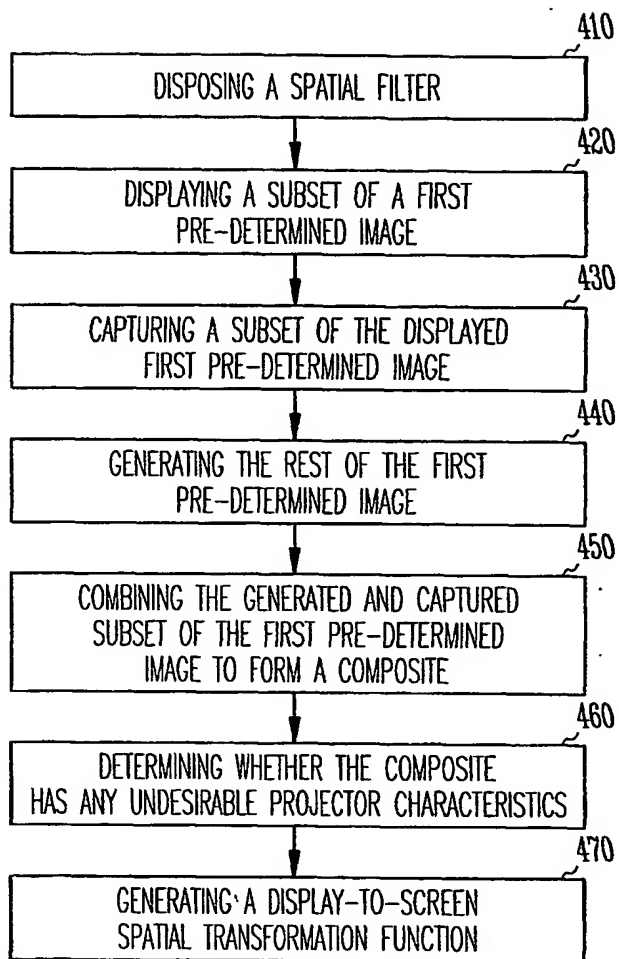 410
DISPOSING A SPATIAL FILTER
420
DISPLAYING A SUBSET OF A FIRST
PRE-DETERMINED IMAGE
430
CAPTURING A SUBSET OF THE DISPLAYED
FIRST PRE-DETERMINED IMAGE
440
GENERATING THE REST OF THE FIRST
PRE-DETERMINED IMAGE
450
COMBINING THE GENERATED AND CAPTURED
SUBSET OF THE FIRST PRE-DETERMINED
IMAGE TO FORM A COMPOSITE
460
DETERMINING WHETHER THE COMPOSITE
HAS ANY UNDESIRABLE PROJECTOR CHARACTERISTICS
470
GENERATING A DISPLAY-TO-SCREEN
SPATIAL TRANSFORMATION FUNCTION